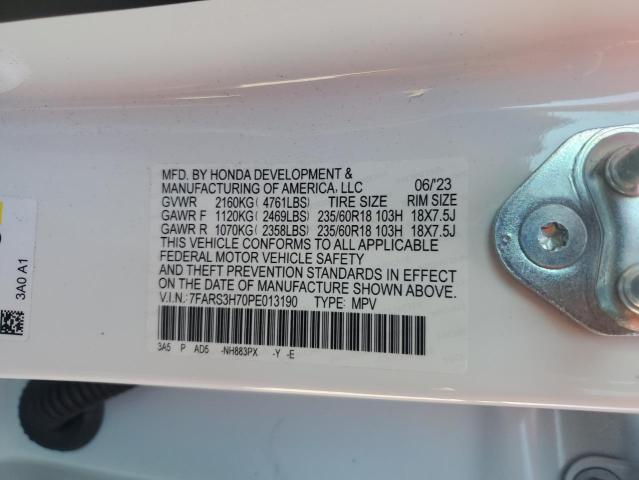 MFD. BY HONDA DEVELOPMENT &
MANUFACTURING OF AMERICA, LLC 06/'23
GVWR 2160KG ( 4761LBS) TIRE SIZE RIM SIZE
GAWR F 1120KG ( 2469LBS) 235/60R18 103H 18X7.5J
GAWR R 1070KG ( 2358LBS) 235/60R18 103H 18X7.5J
THIS VEHICLE CONFORMS TO ALL APPLICABLE
FEDERAL MOTOR VEHICLE SAFETY
AND THEFT PREVENTION STANDARDS IN EFFECT
ON THE DATE OF MANUFACTURE SHOWN ABOVE.
V.I.N.: 7FARS3H70PE013190 TYPE: MPV
3A5 P AD5 -NH883PX -Y -E
3A0 A1